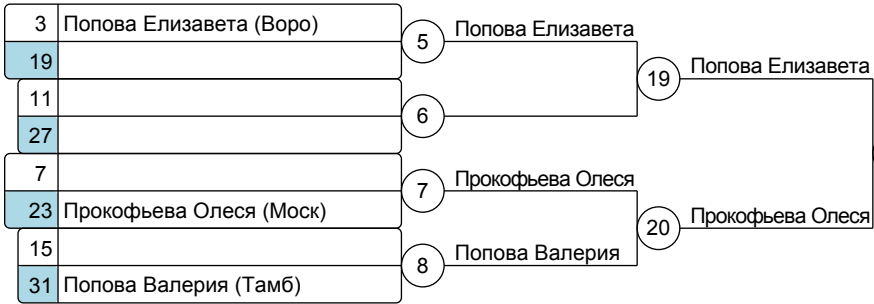 3 Попова Елизавета (Воро)
19
5 Попова Елизавета
11
27
6
19 Попова Елизавета
7
23 Прокофьева Олеся (Моск)
7 Прокофьева Олеся
15
31 Попова Валерия (Тамб)
8 Попова Валерия
20 Прокофьева Олеся